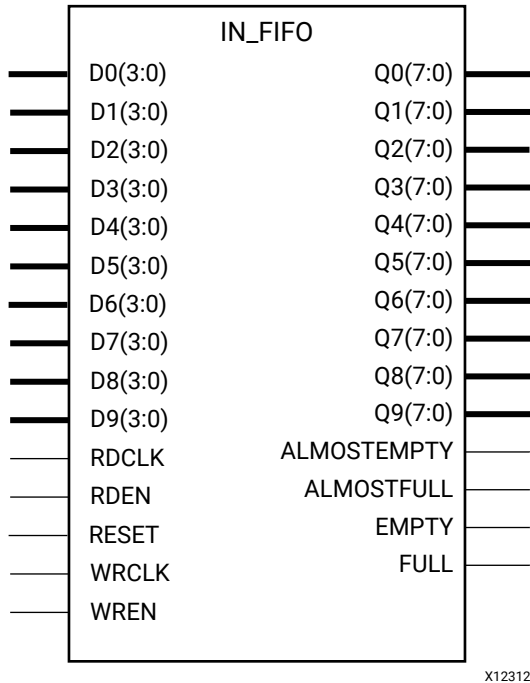 IN_FIFO
D0(3:0)
D1(3:0)
D2(3:0)
D3(3:0)
D4(3:0)
D5(3:0)
D6(3:0)
D7(3:0)
D8(3:0)
D9(3:0)
RDCLK
RDEN
RESET
WRCLK
WREN
Q0(7:0)
Q1(7:0)
Q2(7:0)
Q3(7:0)
Q4(7:0)
Q5(7:0)
Q6(7:0)
Q7(7:0)
Q8(7:0)
Q9(7:0)
ALMOSTEMPTY
ALMOSTFULL
EMPTY
FULL
X12312